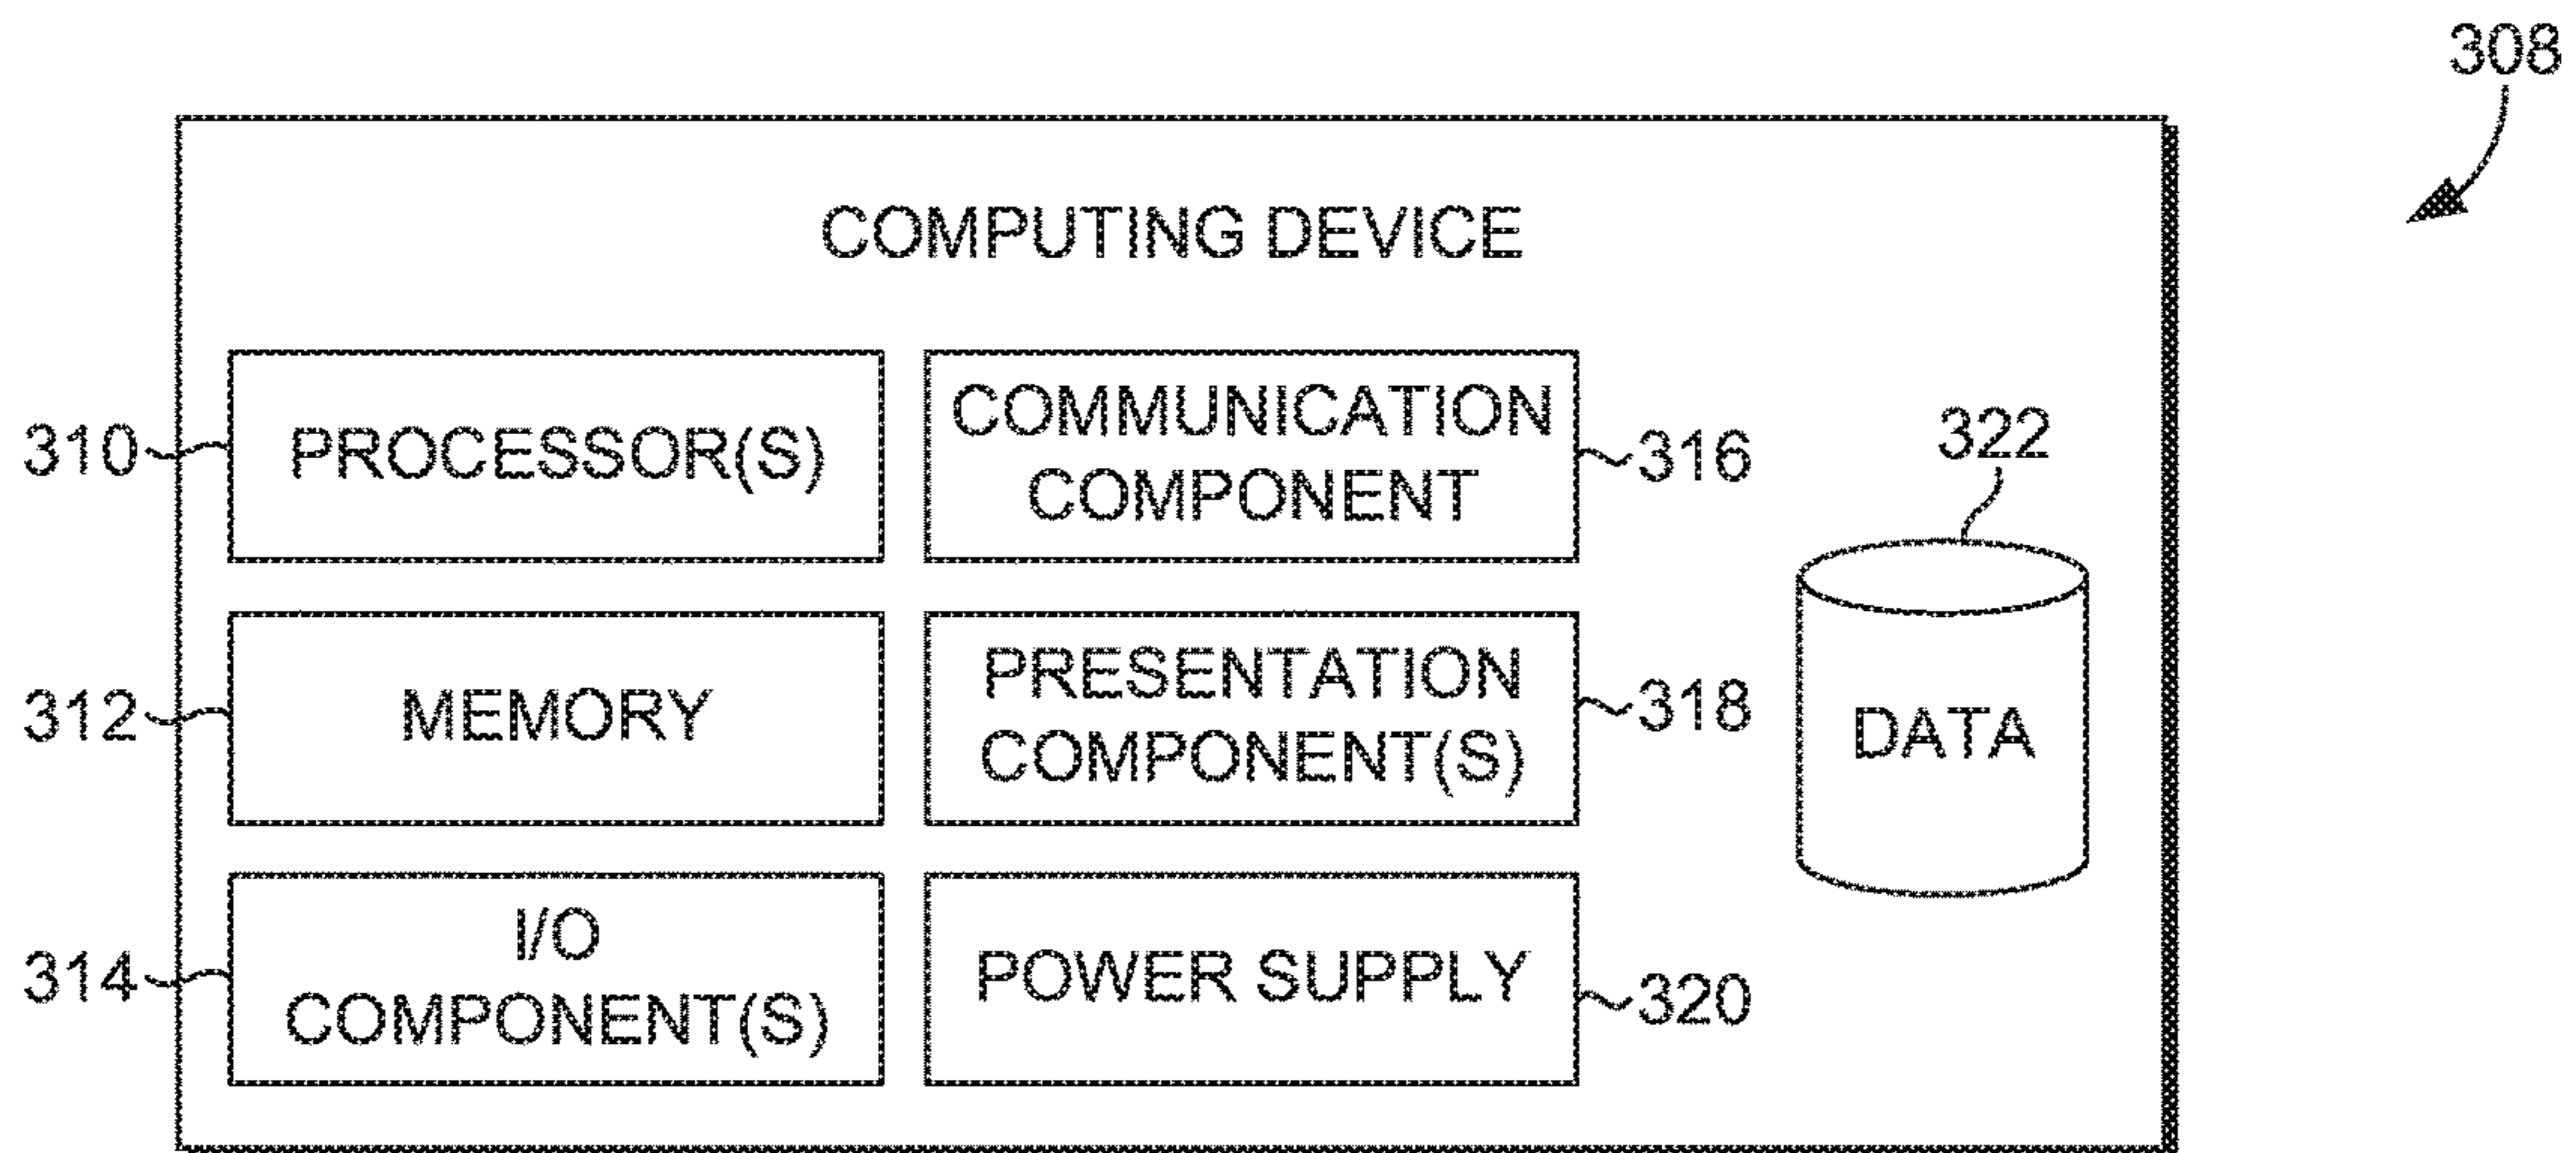 308
COMPUTING DEVICE
310
PROCESSOR(S)
COMMUNICATION
COMPONENT
316
322
312
MEMORY
PRESENTATION
COMPONENT(S)
318
DATA
314
I/O
COMPONENT(S)
POWER SUPPLY
320